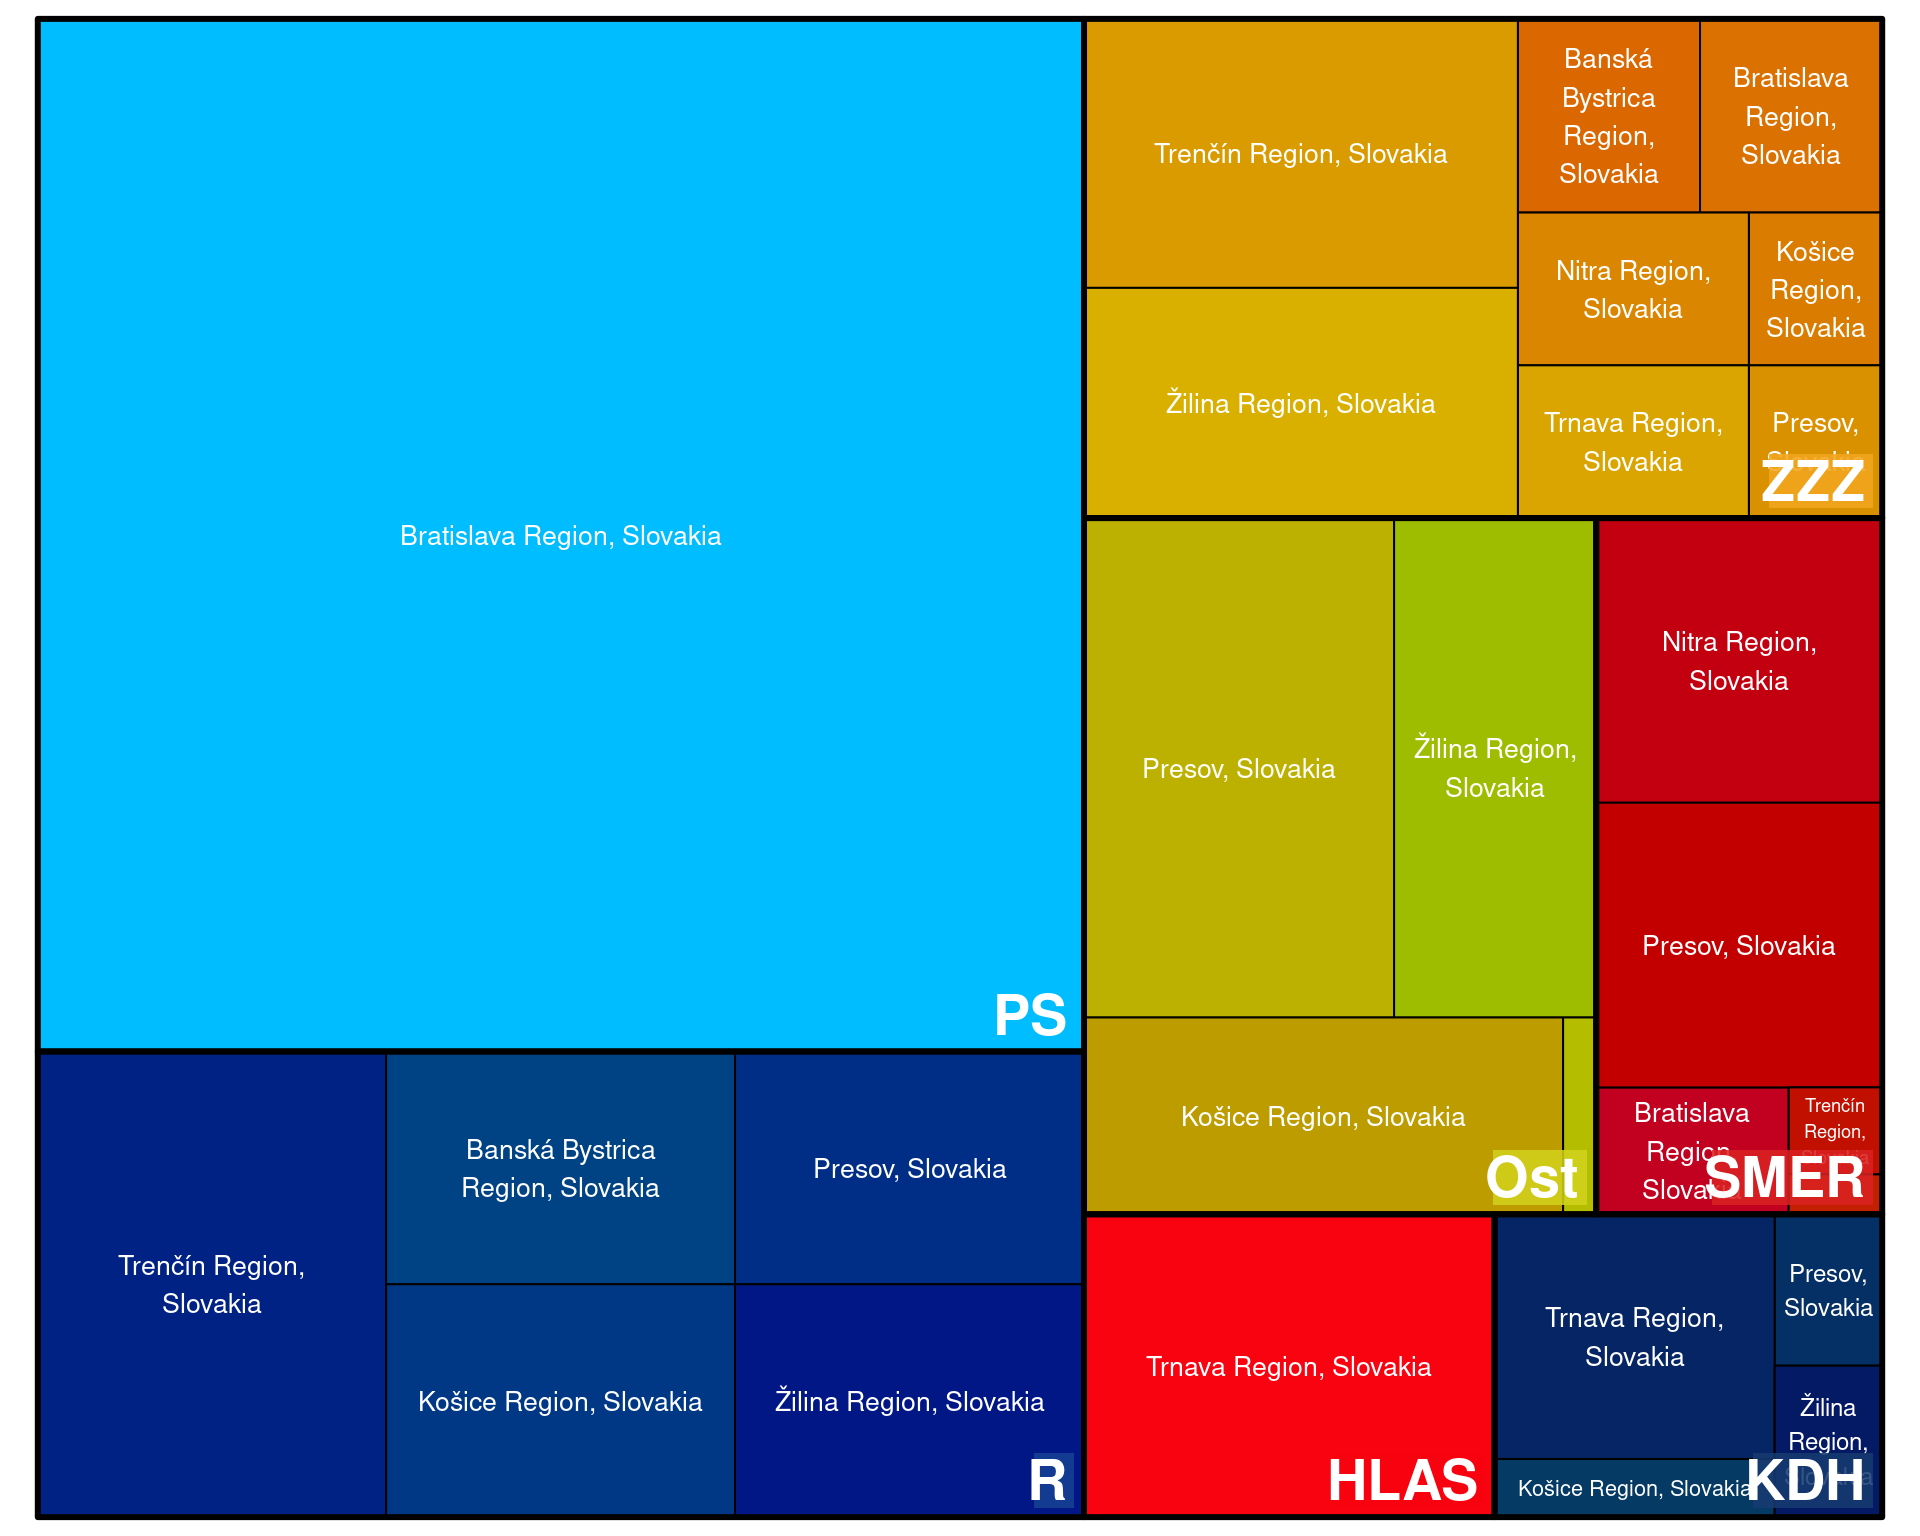 Bratislava Region, Slovakia
PS
Trenčín Region,
Slovakia
Banská Bystrica
Region, Slovakia
Presov, Slovakia
Košice Region, Slovakia
Žilina Region, Slovakia
R
Trenčín Region, Slovakia
Žilina Region, Slovakia
Banská
Bystrica
Region,
Slovakia
Bratislava
Region,
Slovakia
Nitra Region,
Slovakia
Košice
Region,
Slovakia
Trnava Region,
Slovakia
Presov,
ZZZ
Presov, Slovakia
Žilina Region,
Slovakia
Košice Region, Slovakia
Ost
Nitra Region,
Slovakia
Presov, Slovakia
Bratislava
Region,
Slovakia
Trenčín
Region,
Slovakia
SMER
Trnava Region, Slovakia
HLAS
Trnava Region,
Slovakia
Presov,
Slovakia
Žilina
Region,
Slovakia
Košice Region, Slovakia
KDH